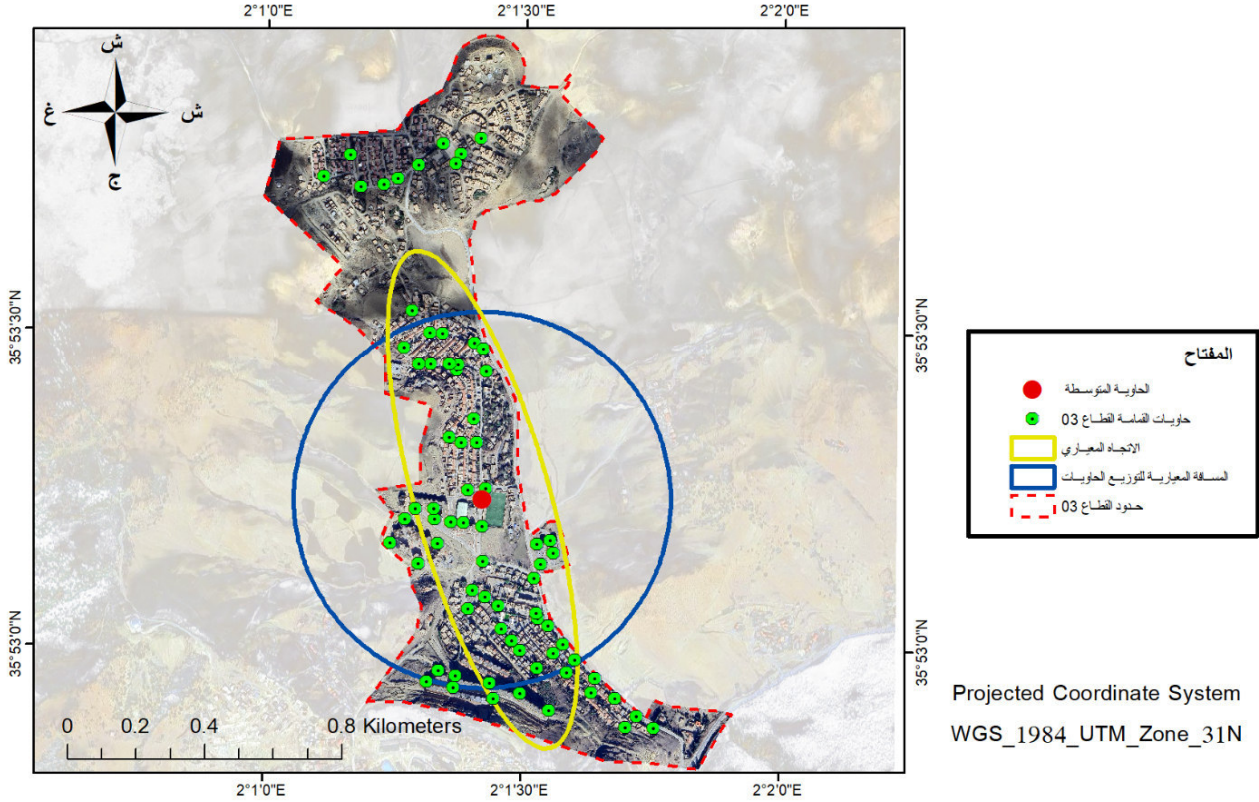 2°1'0"E
2°1'30"E
2°2'0"E
ش
غ
ش
ج
35°53'30"N
35°53'30"N
35°53'0"N
35°53'0"N
المفتاح
الحاوية المتوسطة
حاويات القمامة القطاع 03
الاتجاه المعياري
المسافة المعيارية للتوزيع الحاويات
حدود القطاع 03
0 0.2 0.4 0.8 Kilometers
Projected Coordinate System
WGS_1984_UTM_Zone_31N
2°1'0"E
2°1'30"E
2°2'0"E